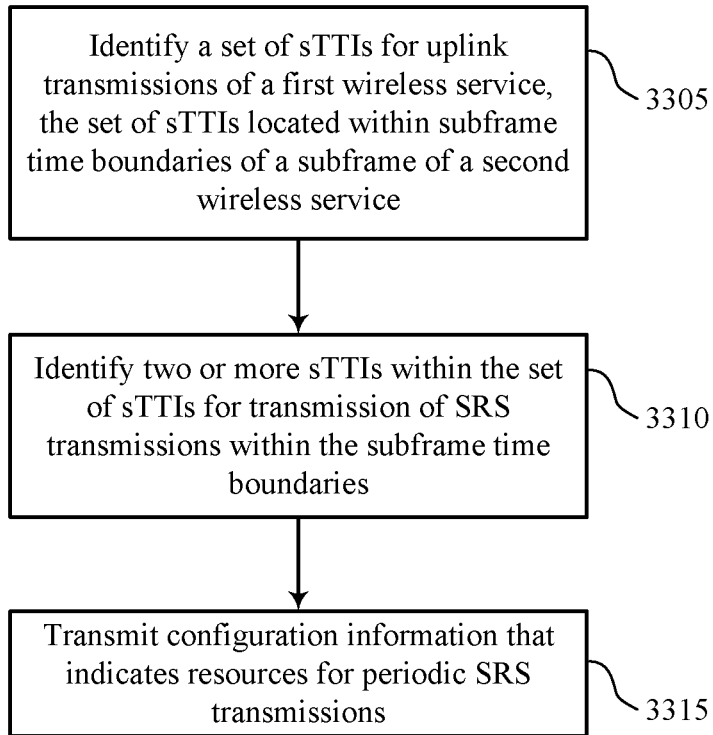 Identify a set of sTTIs for uplink
transmissions of a first wireless service,
the set of sTTIs located within subframe
time boundaries of a subframe of a second
wireless service
3305
Identify two or more sTTIs within the set
of sTTIs for transmission of SRS
transmissions within the subframe time
boundaries
3310
Transmit configuration information that
indicates resources for periodic SRS
transmissions
3315